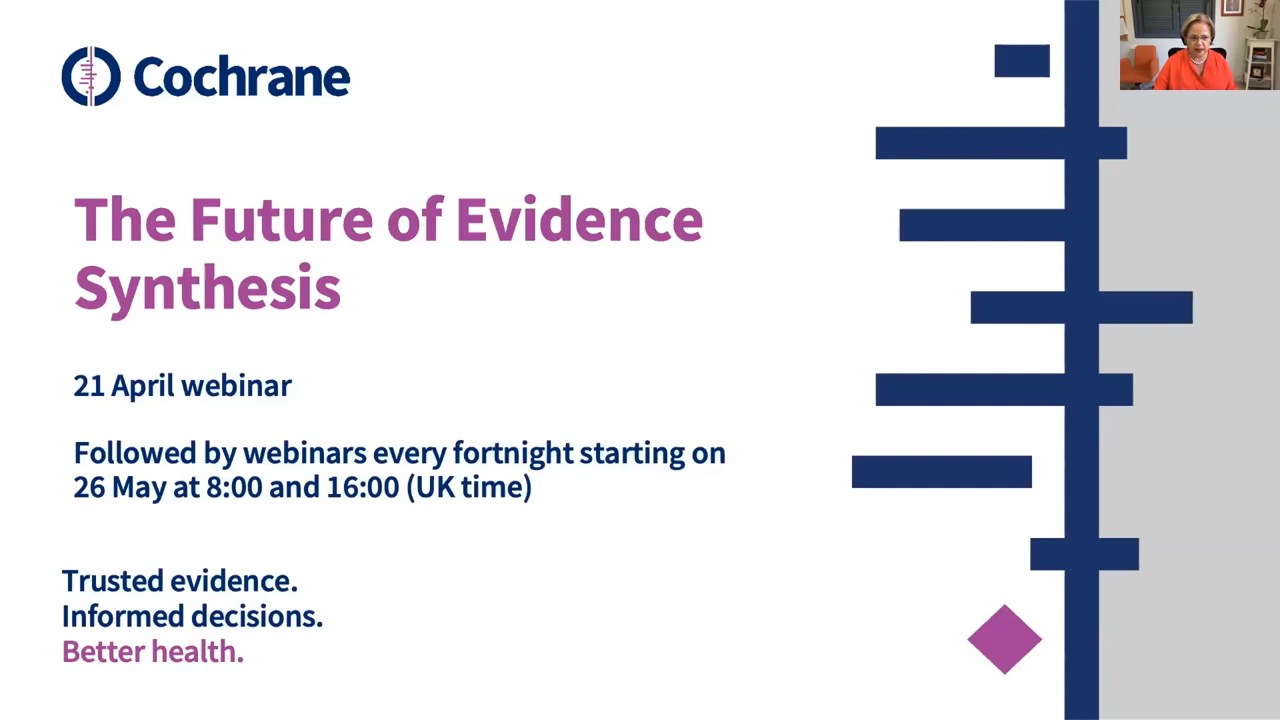 Cochrane
The Future of Evidence
Synthesis
21 April webinar
Followed by webinars every fortnight starting on
26 May at 8:00 and 16:00 (UK time)
Trusted evidence.
Informed decisions.
Better health.